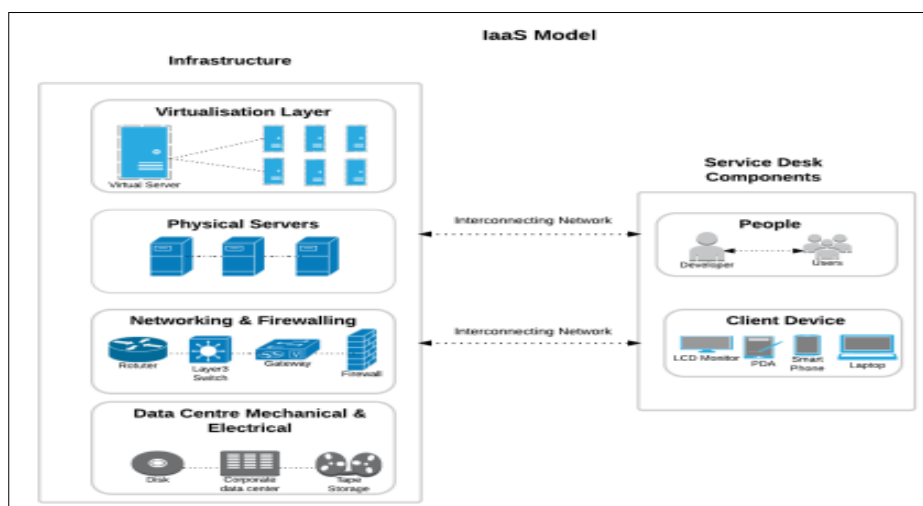 IaaS Model
Infrastructure
Virtualisation Layer
Virtual Server
Physical Servers
Networking & Firewalling
Rotuter
Layer3
Switch
Gateway
Firewall
Data Centre Mechanical &
Electrical
Disk
Corporate
data center
Tape
Storage
Interconnecting Network
Interconnecting Network
Service Desk
Components
People
Developer
Users
Client Device
LCD Monitor
PDA
Smart
Phone
Laptop